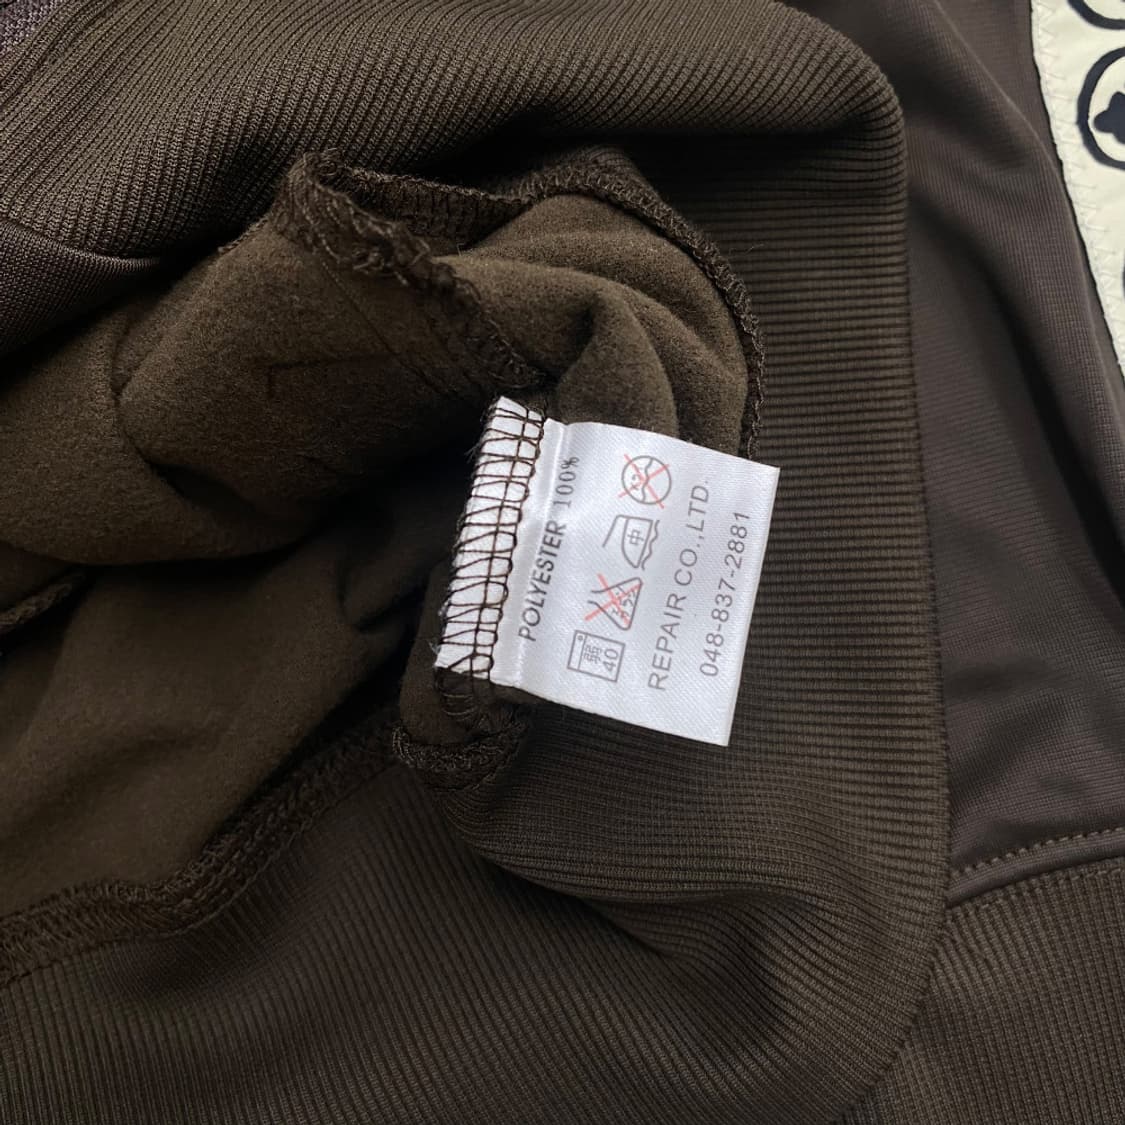 POLYESTER 100%
弱
40
中
REPAIR CO.,LTD.
048-837-2881